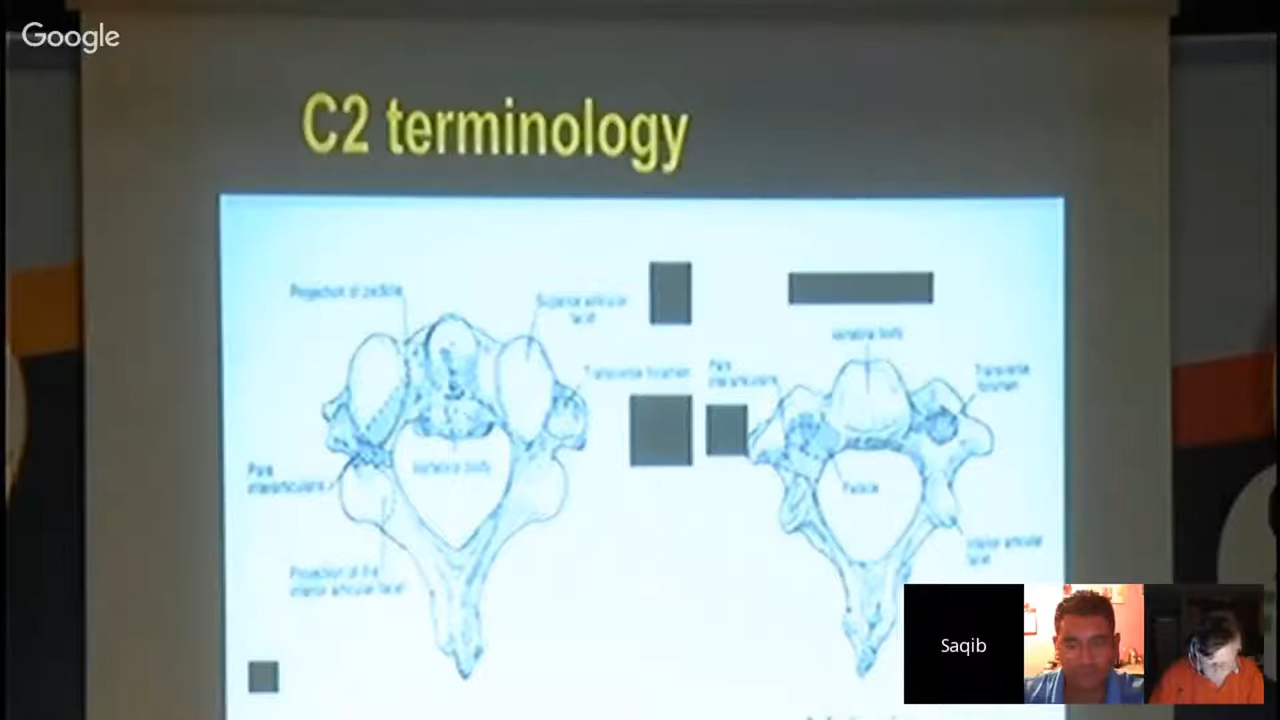 Google
C2 terminology
Projection of pedicle
Superior articular
facet
Vertebral body
Transverse foramen
Pars
interarticularis
Transverse
foramen
Vertebral body
Pars
interarticularis
Pedicle
Inferior articular
facet
Projection of the
inferior articular facet
Saqib